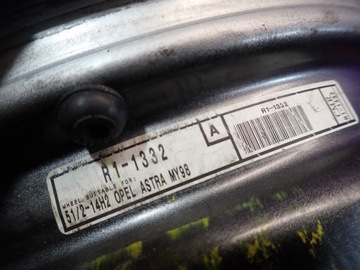 R1-1332
A
R1-1332
WHEEL SUITABLE FOR:
51/2-14H2 OPEL ASTRA MY98